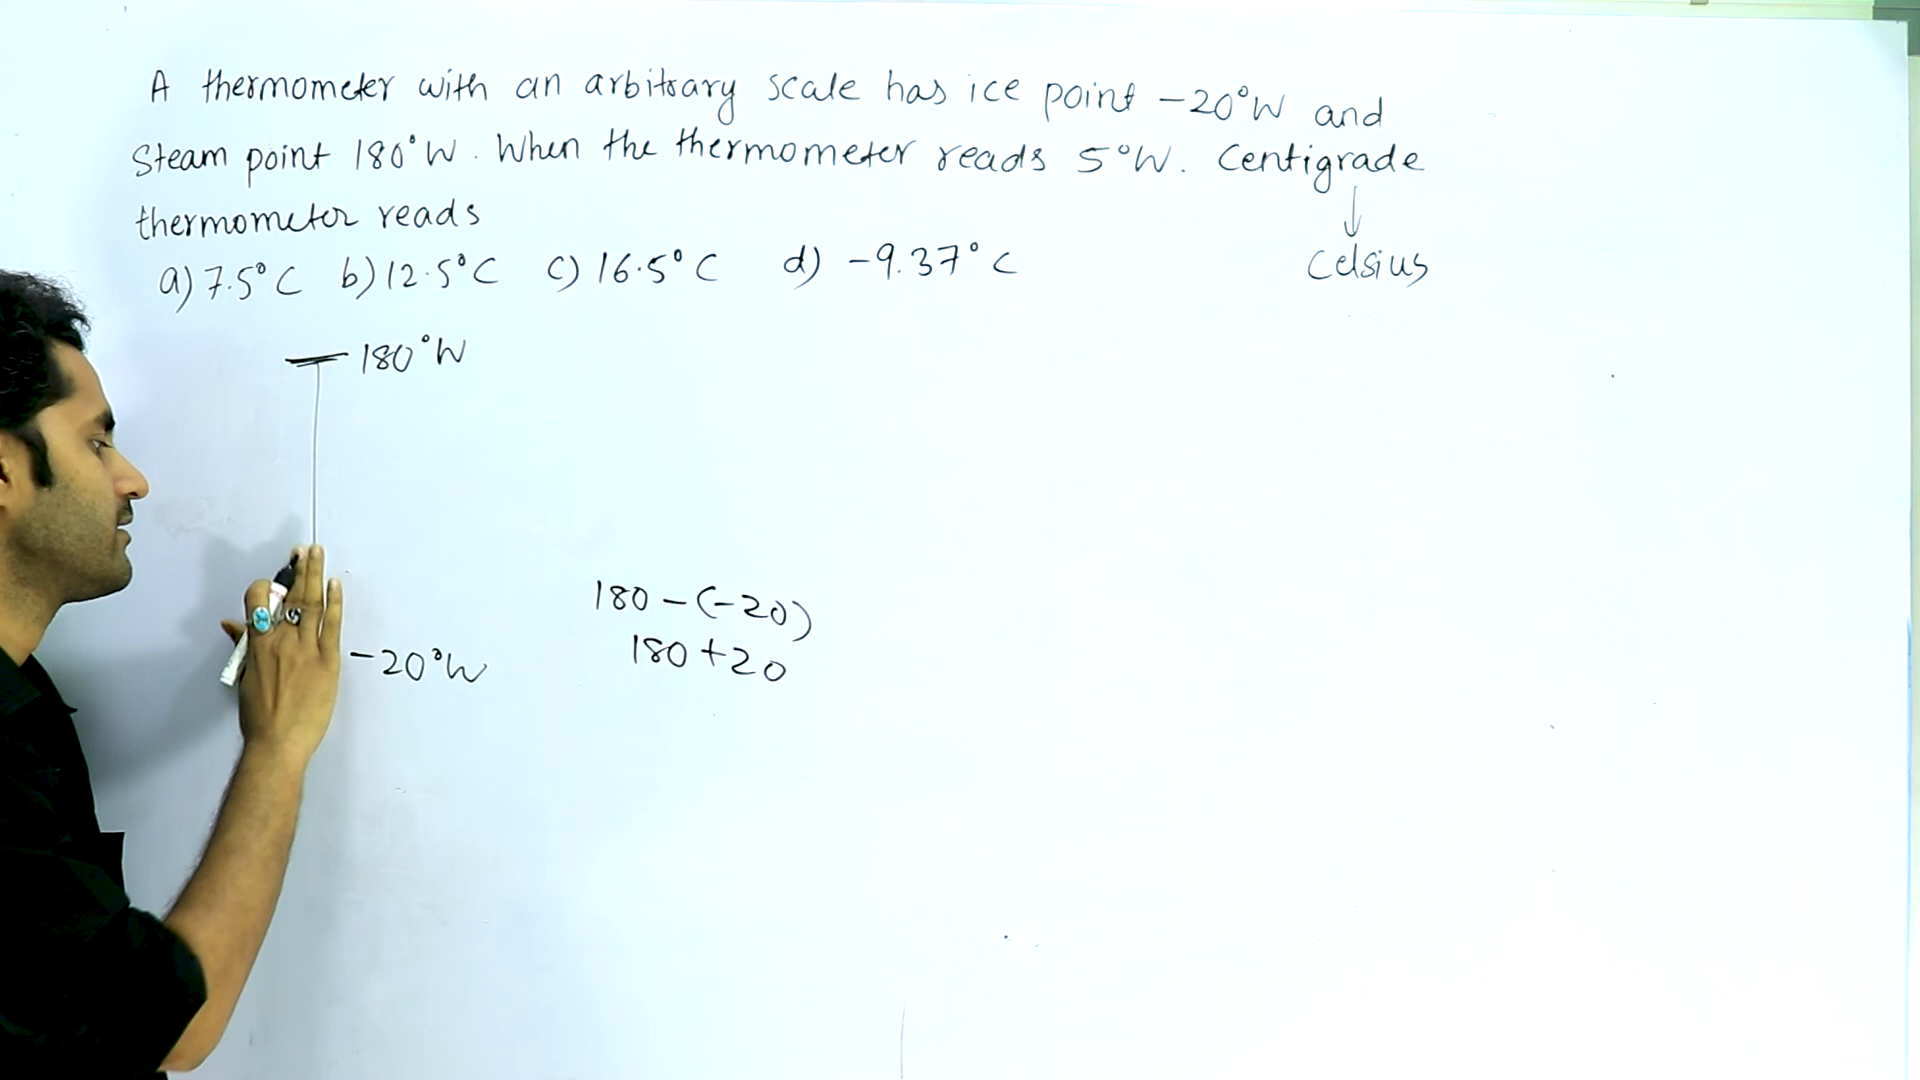 A thermometer with an arbitrary scale has ice point -20°W and
Steam point 180°W. When the thermometer reads 5°W. Centigrade
thermometer reads
↓
a) 7.5°C b) 12.5°C c) 16.5°C d) -9.37°C
Celsius
180°W
180-(-20)
180+20
-20°W